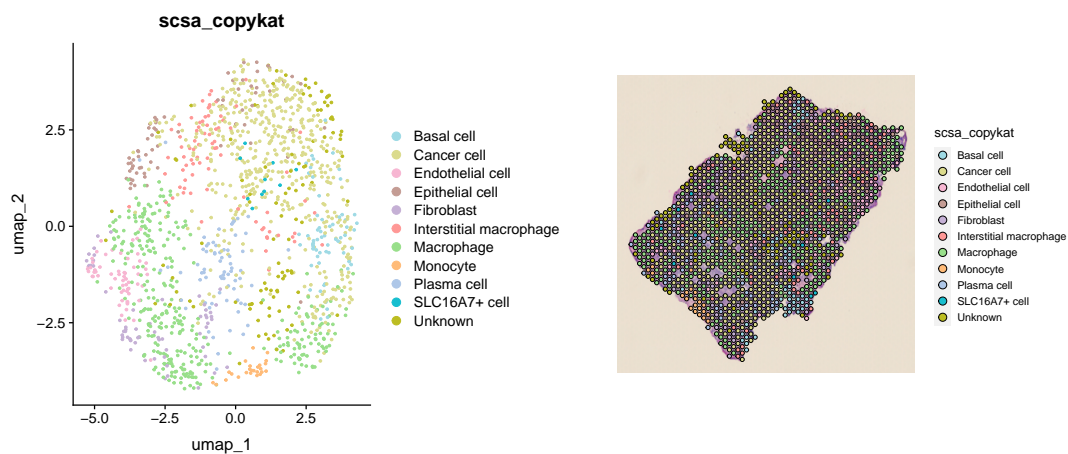 scsa_copykat
umap_2
2.5
0.0
−2.5
−5.0 −2.5 0.0 2.5
umap_1
Basal cell
Cancer cell
Endothelial cell
Epithelial cell
Fibroblast
Interstitial macrophage
Macrophage
Monocyte
Plasma cell
SLC16A7+ cell
Unknown
scsa_copykat
Basal cell
Cancer cell
Endothelial cell
Epithelial cell
Fibroblast
Interstitial macrophage
Macrophage
Monocyte
Plasma cell
SLC16A7+ cell
Unknown